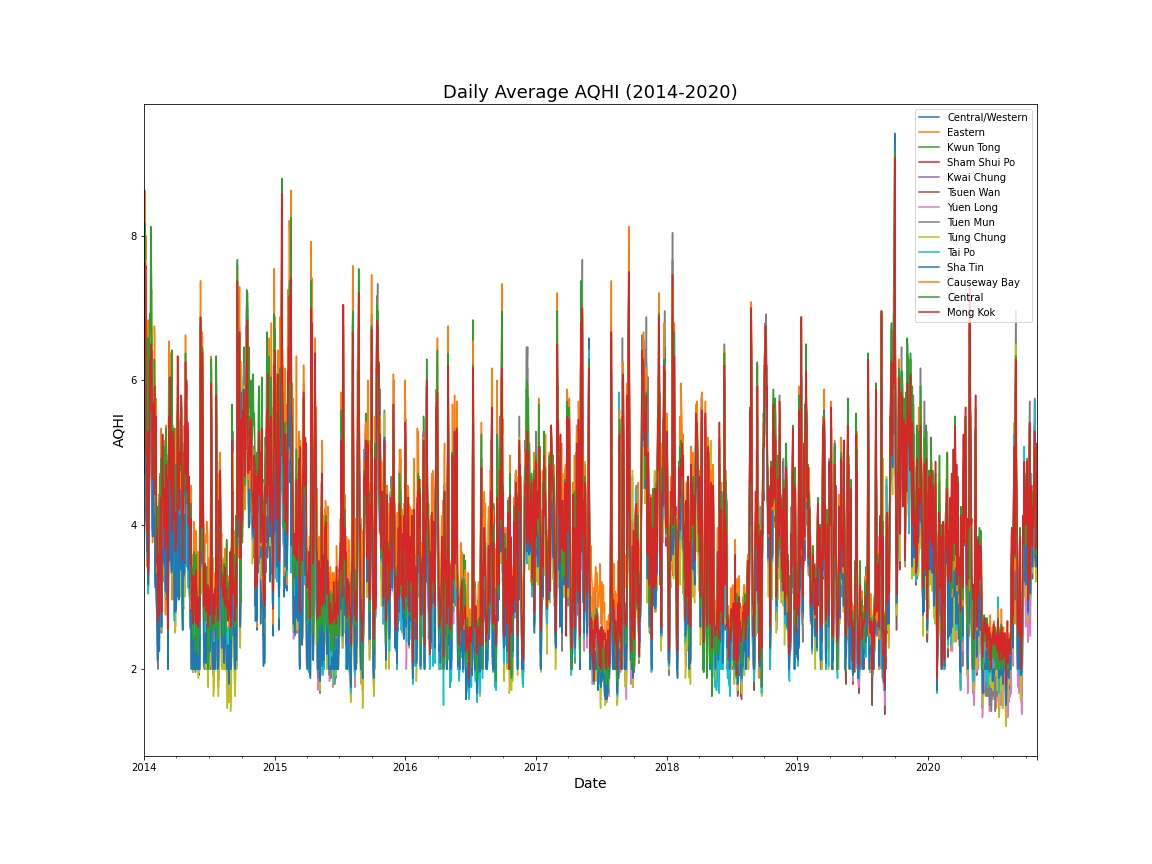 Daily Average AQHI (2014-2020)
Central/Western
Eastern
Kwun Tong
Sham Shui Po
Kwai Chung
Tsuen Wan
Yuen Long
Tuen Mun
Tung Chung
Tai Po
Sha Tin
Causeway Bay
Central
Mong Kok
8
6
AQHI
4
2
2014 2015 2016 2017 2018 2019 2020
Date